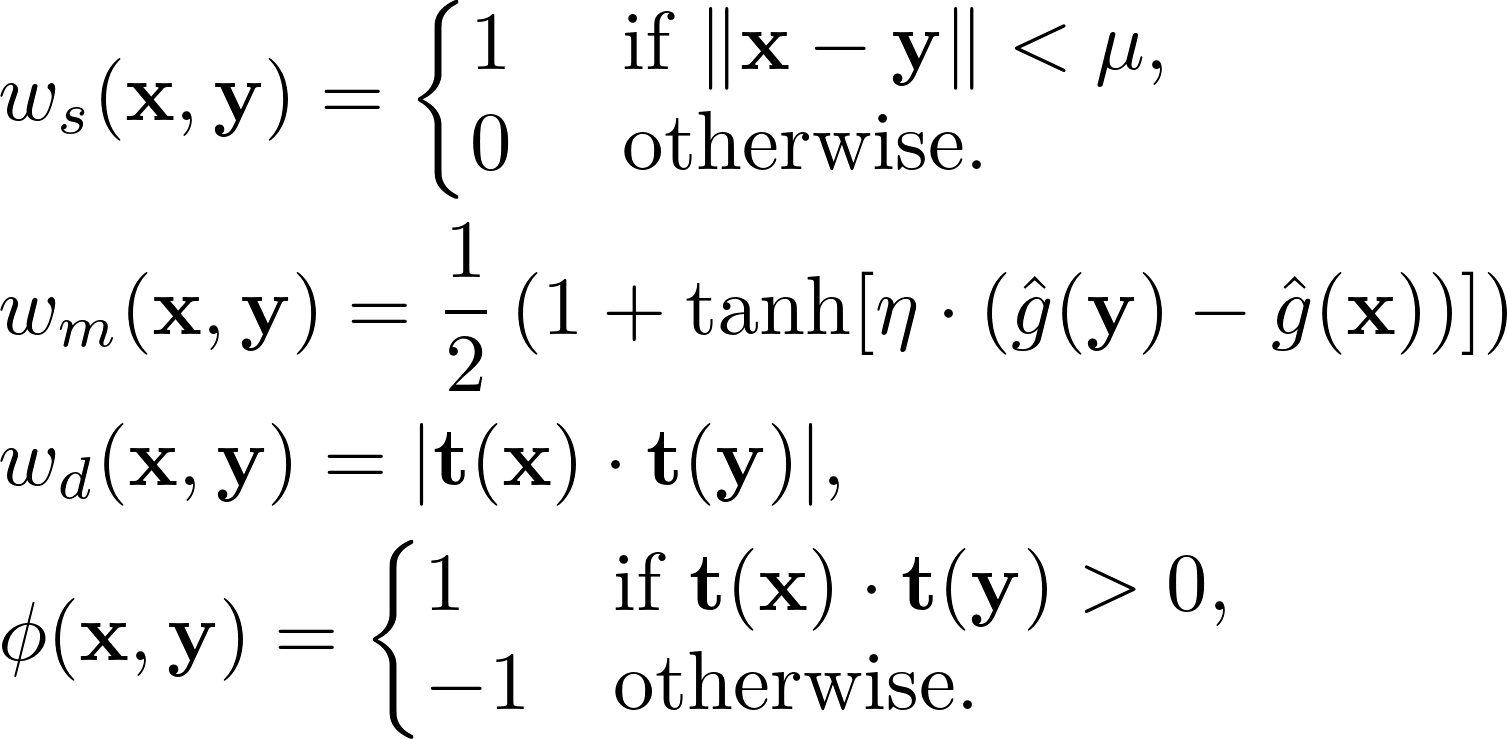 w_s(x, y) = { 1 if ‖x − y‖ < μ,
0 otherwise.
w_m(x, y) = 1/2 (1 + tanh[η · (ĝ(y) − ĝ(x))])
w_d(x, y) = |t(x) · t(y)|,
ϕ(x, y) = { 1 if t(x) · t(y) > 0,
−1 otherwise.